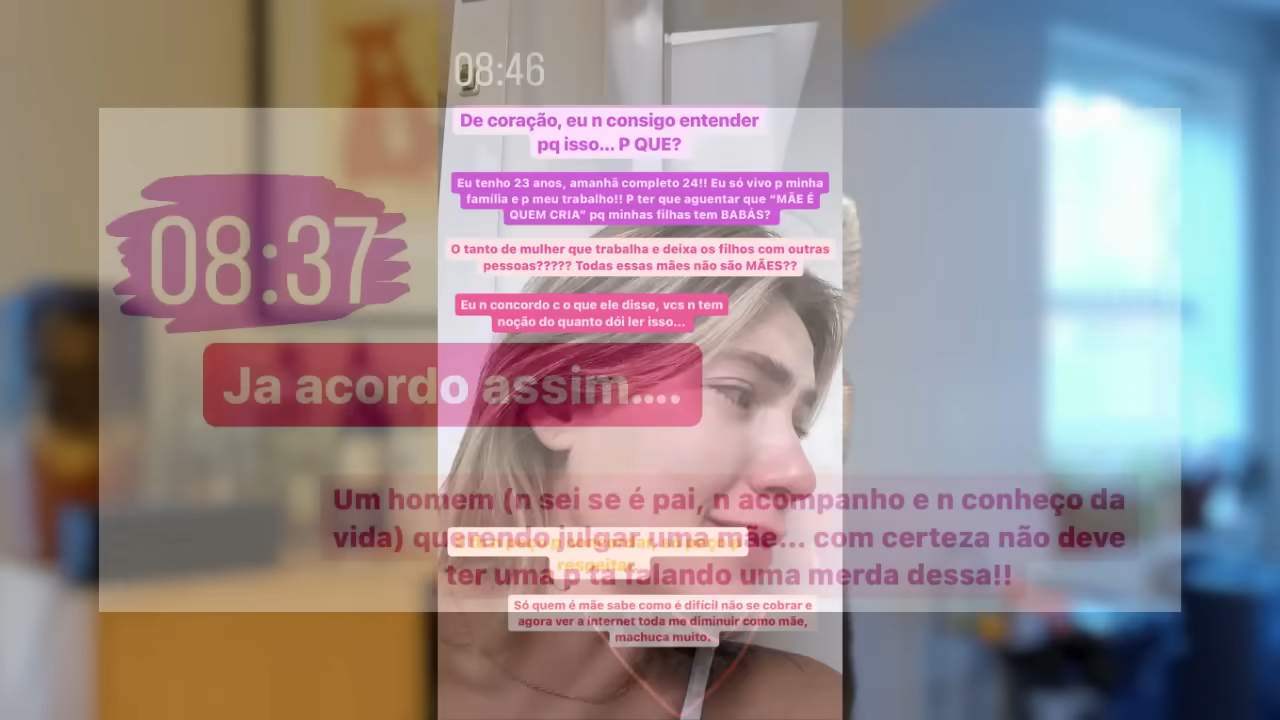 08:46
De coração, eu n consigo entender
pq isso... P QUE?
Eu tenho 23 anos, amanhã completo 24!! Eu só vivo p minha
família e p meu trabalho!! P ter que aguentar que “MÃE É
QUEM CRIA” pq minhas filhas tem BABÁS?
O tanto de mulher que trabalha e deixa os filhos com outras
pessoas????? Todas essas mães não são MÃES??
Eu n concordo c o que ele disse, vcs n tem
noção do quanto dói ler isso...
08:37
Ja acordo assim....
Um homem (n sei se é pai, n acompanho e n conheço da
vida) querendo julgar uma mãe... com certeza não deve
ter uma p ta falando uma merda dessa!!
respeitar
Só quem é mãe sabe como é difícil não se cobrar e
agora ver a internet toda me diminuir como mãe,
machuca muito.